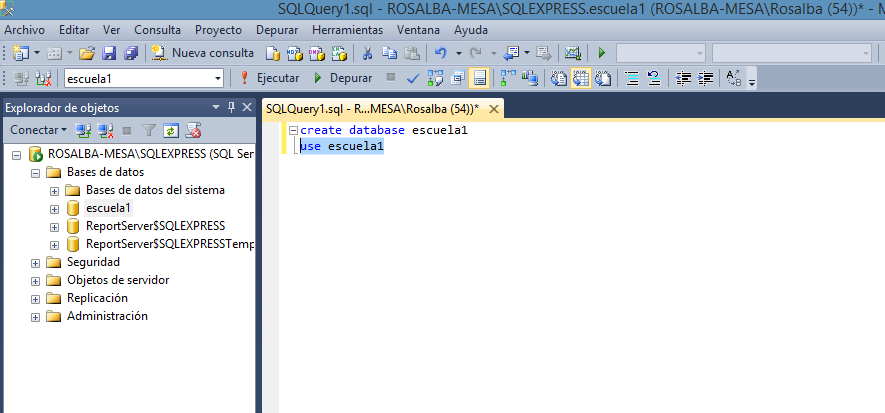 SQLQuery1.sql - ROSALBA-MESA\SQLEXPRESS.escuela1 (ROSALBA-MESA\Rosalba (54))* - M
Archivo Editar Ver Consulta Proyecto Depurar Herramientas Ventana Ayuda
Nueva consulta
escuela1 Ejecutar Depurar
Explorador de objetos
SQLQuery1.sql - R...MESA\Rosalba (54))*
Conectar
create database escuela1
use escuela1
ROSALBA-MESA\SQLEXPRESS (SQL Ser
Bases de datos
Bases de datos del sistema
escuela1
ReportServer$SQLEXPRESS
ReportServer$SQLEXPRESSTemp
Seguridad
Objetos de servidor
Replicación
Administración